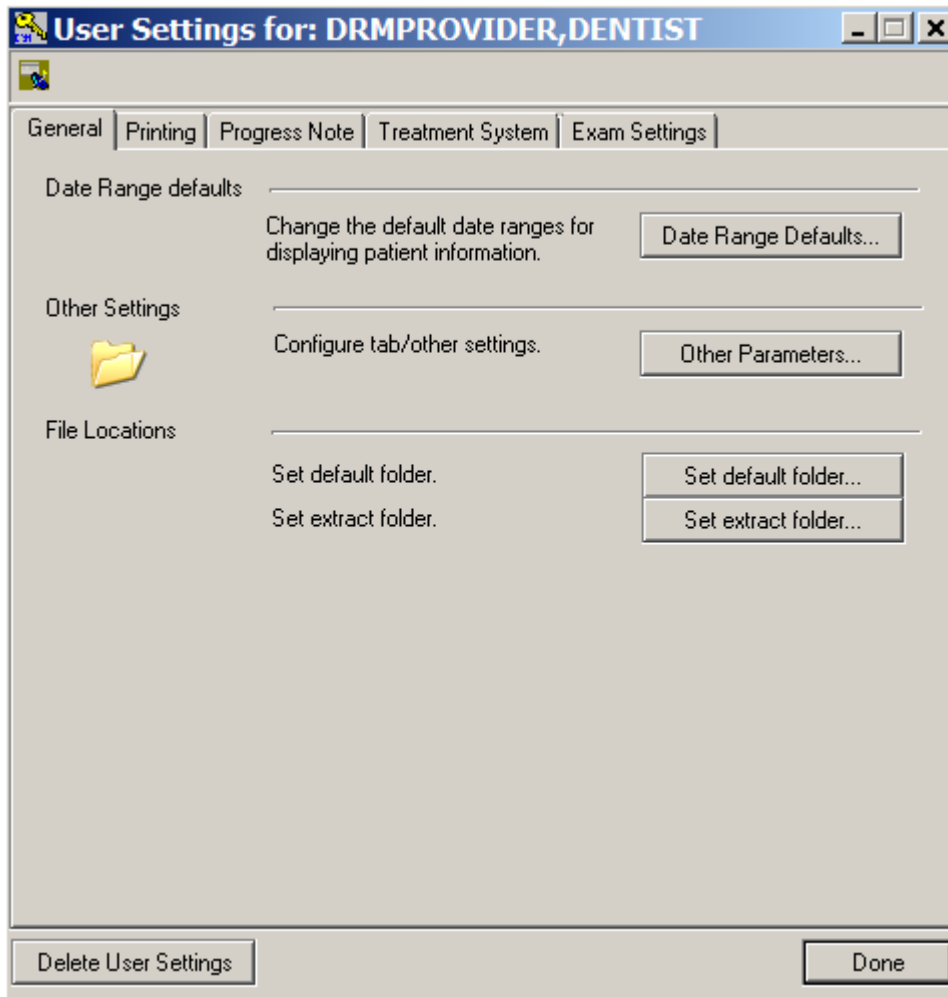 User Settings for: DRMPROVIDER,DENTIST
General Printing Progress Note Treatment System Exam Settings
Date Range defaults
Change the default date ranges for
displaying patient information.
Date Range Defaults...
Other Settings
Configure tab/other settings.
Other Parameters...
File Locations
Set default folder.
Set default folder...
Set extract folder.
Set extract folder...
Delete User Settings
Done